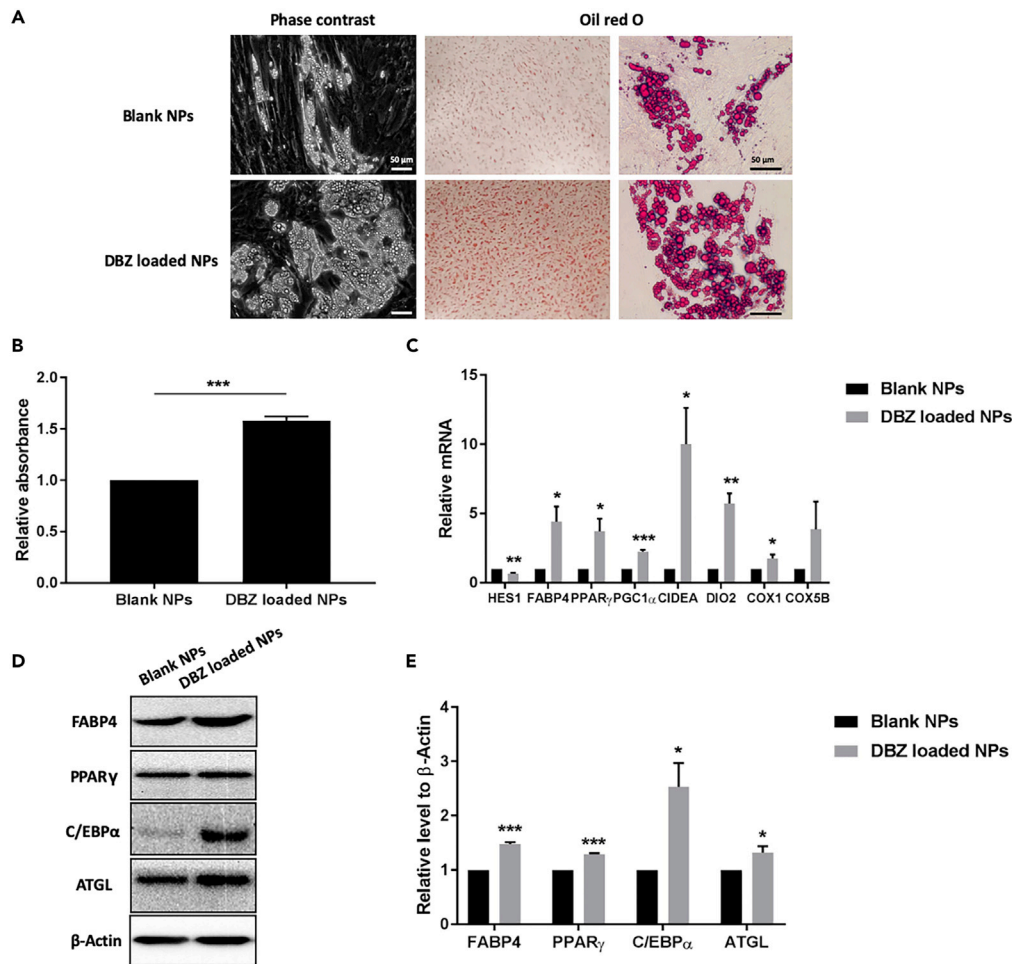 A
Phase contrast
Oil red O
Blank NPs
50 μm
50 μm
DBZ loaded NPs
B
***
Relative absorbance
2.0
1.5
1.0
0.5
0.0
Blank NPs
DBZ loaded NPs
C
Blank NPs
DBZ loaded NPs
Relative mRNA
15
10
5
0
**
*
*
***
*
**
*
HES1 FABP4 PPARγ PGC1α CIDEA DIO2 COX1 COX5B
D
Blank NPs
DBZ loaded NPs
FABP4
PPARγ
C/EBPα
ATGL
β-Actin
E
Blank NPs
DBZ loaded NPs
Relative level to β-Actin
4
3
2
1
0
***
***
*
*
FABP4 PPARγ C/EBPα ATGL